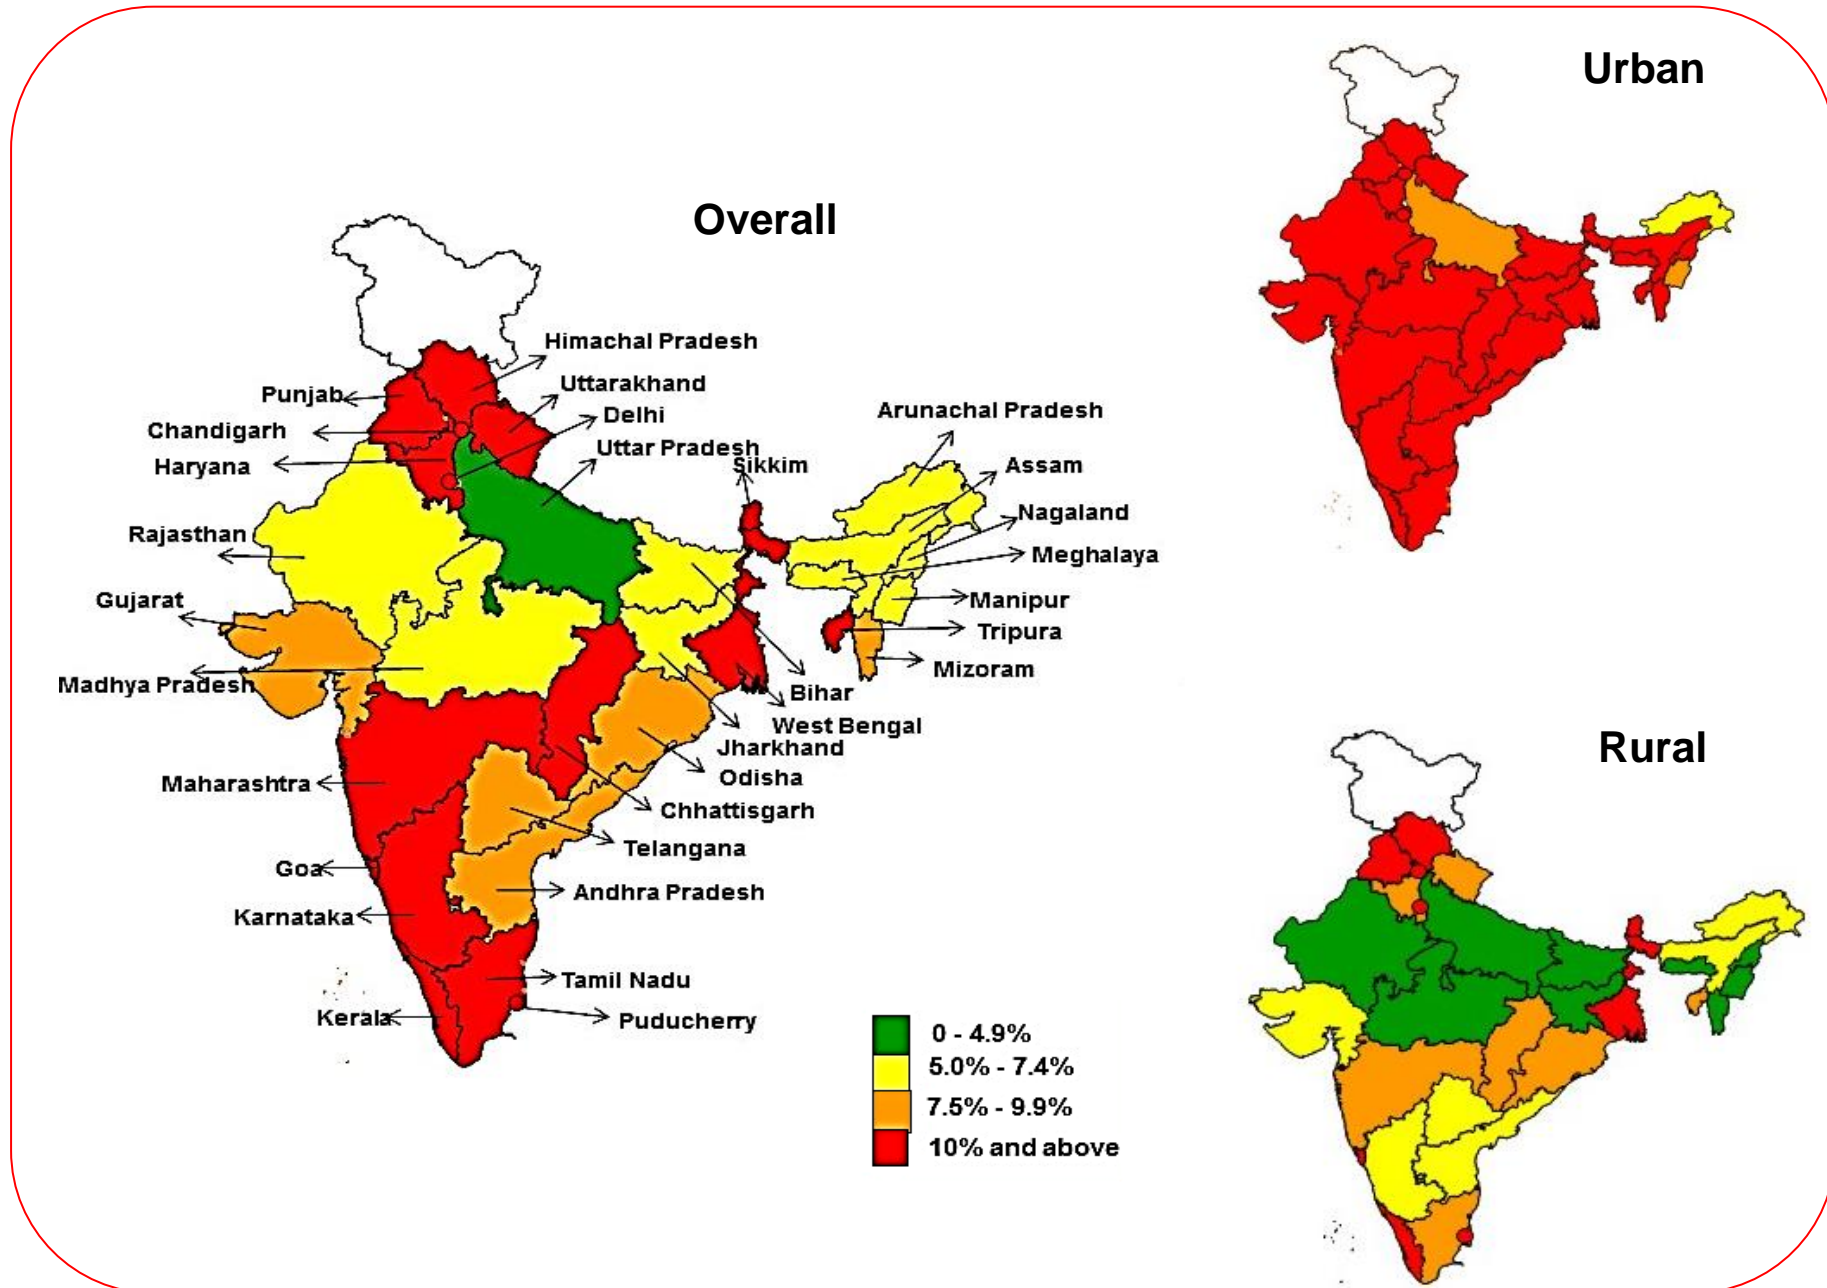 Urban
Overall
Himachal Pradesh
Punjab
Uttarakhand
Chandigarh
Delhi
Haryana
Uttar Pradesh
Sikkim
Arunachal Pradesh
Assam
Rajasthan
Nagaland
Meghalaya
Gujarat
Manipur
Tripura
Madhya Pradesh
Mizoram
Bihar
West Bengal
Jharkhand
Odisha
Maharashtra
Chhattisgarh
Telangana
Goa
Andhra Pradesh
Karnataka
Tamil Nadu
Kerala
Puducherry
Rural
0 - 4.9%
5.0% - 7.4%
7.5% - 9.9%
10% and above